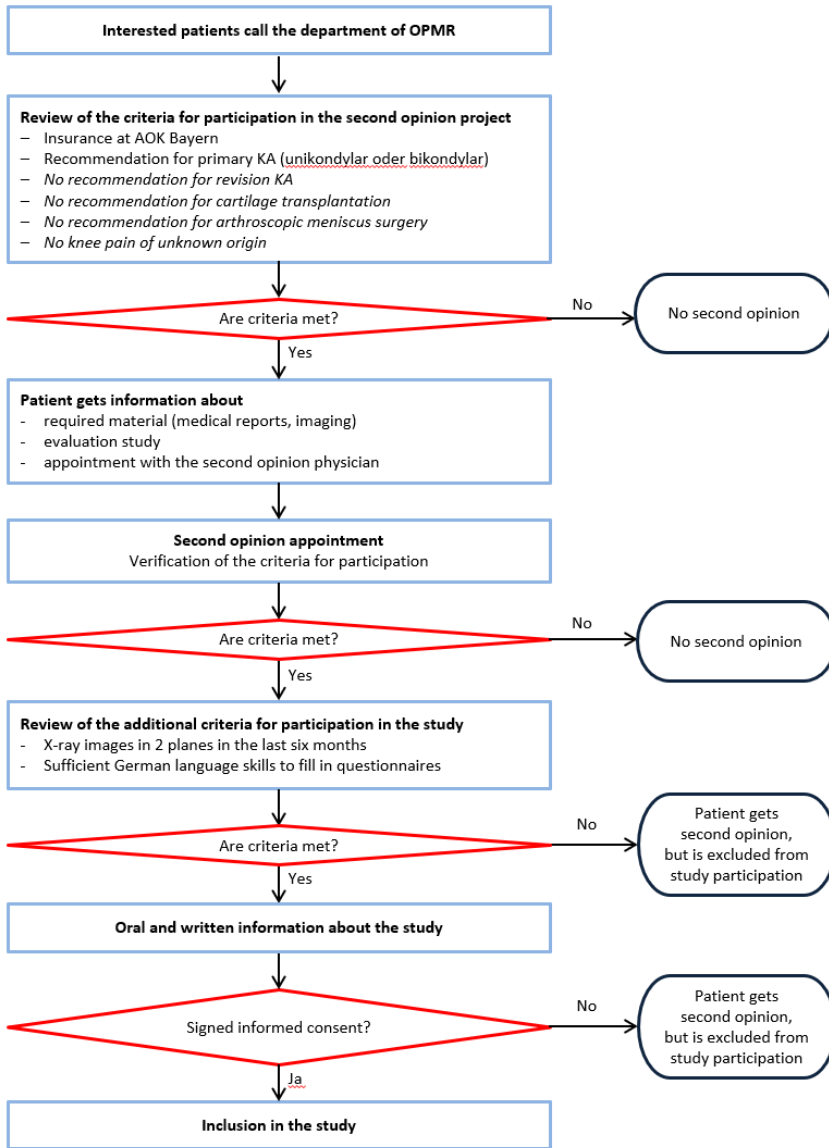 Interested patients call the department of OPMR
Review of the criteria for participation in the second opinion project
– Insurance at AOK Bayern
– Recommendation for primary KA (unikondylar oder bikondylar)
– No recommendation for revision KA
– No recommendation for cartilage transplantation
– No recommendation for arthroscopic meniscus surgery
– No knee pain of unknown origin
Are criteria met?
No
No second opinion
Yes
Patient gets information about
- required material (medical reports, imaging)
- evaluation study
- appointment with the second opinion physician
Second opinion appointment
Verification of the criteria for participation
Are criteria met?
No
No second opinion
Yes
Review of the additional criteria for participation in the study
- X-ray images in 2 planes in the last six months
- Sufficient German language skills to fill in questionnaires
Are criteria met?
No
Patient gets
second opinion,
but is excluded from
study participation
Yes
Oral and written information about the study
Signed informed consent?
No
Patient gets
second opinion,
but is excluded from
study participation
Ja
Inclusion in the study